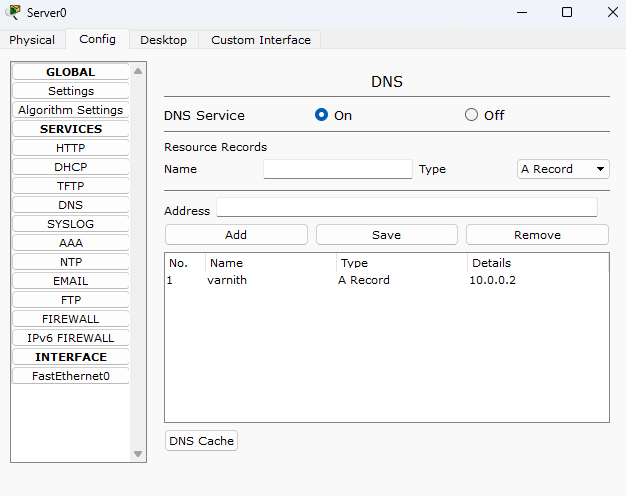 Server0
Physical Config Desktop Custom Interface
GLOBAL
Settings
Algorithm Settings
SERVICES
HTTP
DHCP
TFTP
DNS
SYSLOG
AAA
NTP
EMAIL
FTP
FIREWALL
IPv6 FIREWALL
INTERFACE
FastEthernet0
DNS
DNS Service On Off
Resource Records
Name Type A Record
Address
Add Save Remove
No. Name Type Details
1 varnith A Record 10.0.0.2
DNS Cache